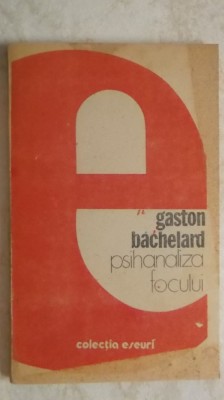 e
gaston
bachelard
psihanaliza
focului
colecția eseuri